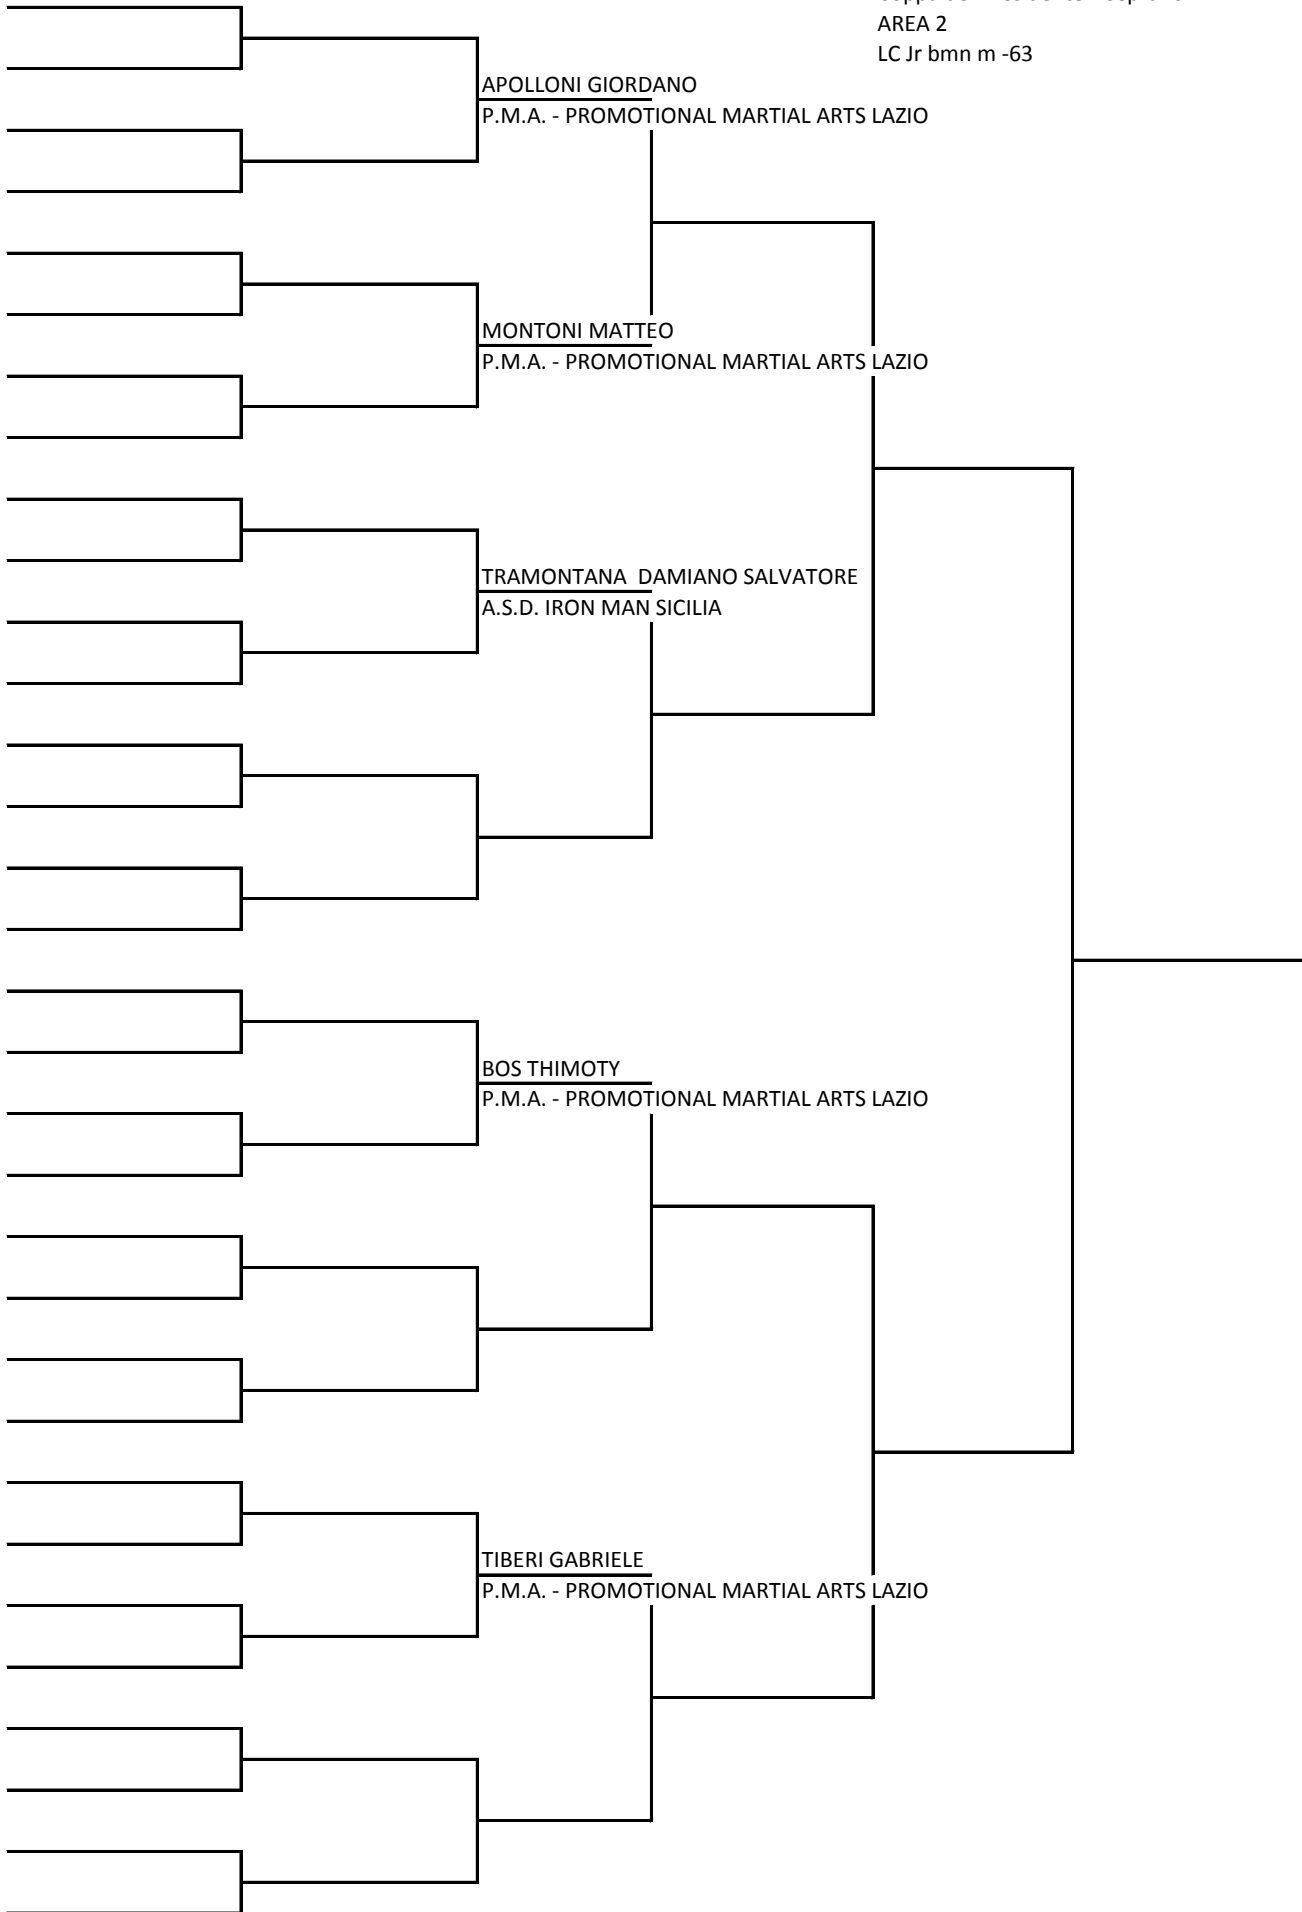 AREA 2
LC Jr bmn m -63
APOLLONI GIORDANO
P.M.A. - PROMOTIONAL MARTIAL ARTS LAZIO
MONTONI MATTEO
P.M.A. - PROMOTIONAL MARTIAL ARTS LAZIO
TRAMONTANA  DAMIANO SALVATORE
A.S.D. IRON MAN SICILIA
BOS THIMOTY
P.M.A. - PROMOTIONAL MARTIAL ARTS LAZIO
TIBERI GABRIELE
P.M.A. - PROMOTIONAL MARTIAL ARTS LAZIO